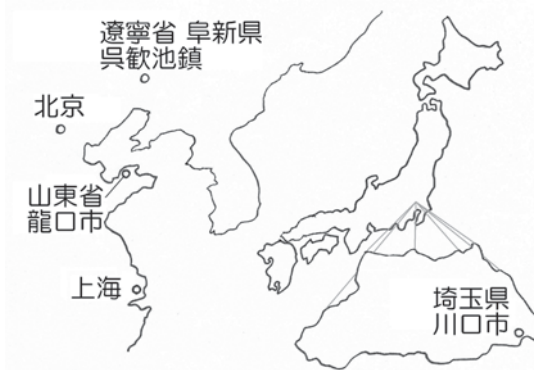 遼寧省 阜新県
呉歓池鎮
北京
山東省
龍口市
上海
埼玉県
川口市